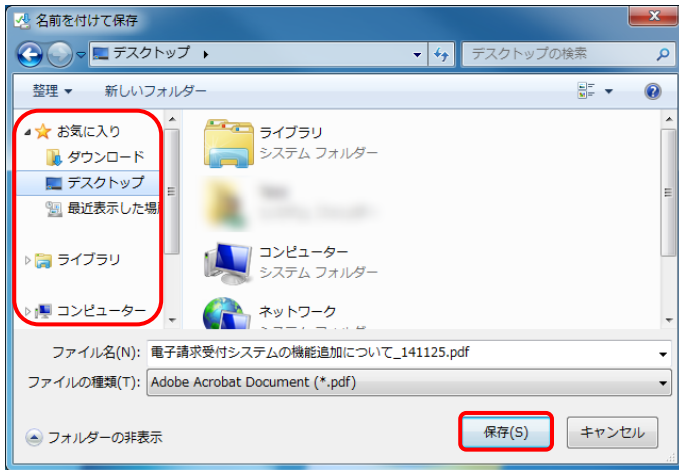 名前を付けて保存
デスクトップ
デスクトップの検索
整理
新しいフォルダー
お気に入り
ダウンロード
デスクトップ
最近表示した場
ライブラリ
コンピューター
ライブラリ
システム フォルダー
コンピューター
システム フォルダー
ネットワーク
ファイル名(N): 電子請求受付システムの機能追加について_141125.pdf
ファイルの種類(T): Adobe Acrobat Document (*.pdf)
フォルダーの非表示
保存(S)
キャンセル